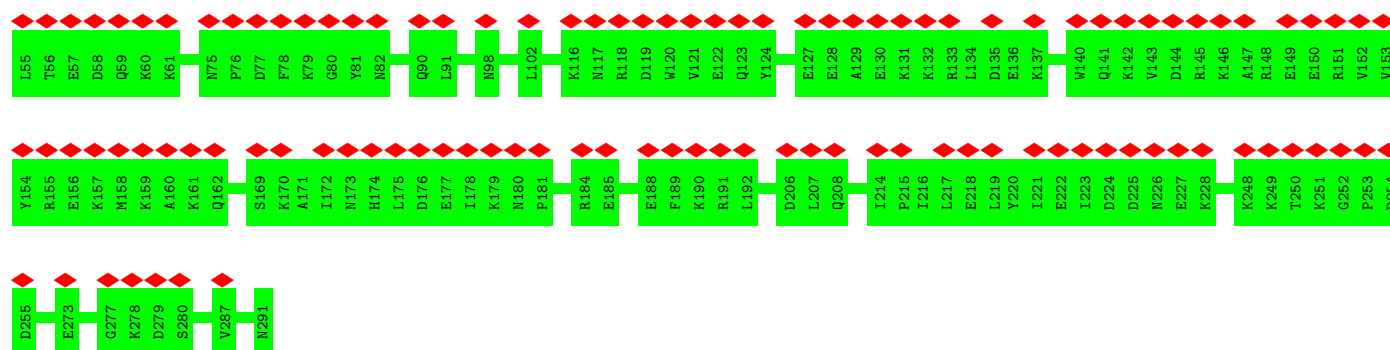 L55 T56 E57 D58 Q59 K60 K61 N75 P76 D77 F78 K79 G80 Y81 N82 Q90 L91 N98 L102 K116 N117 R118 D119 W120 V121 E122 Q123 Y124 E127 E128 A129 E130 K131 K132 R133 L134 D135 E136 K137 W140 Q141 K142 V143 D144 R145 K146 A147 R148 E149 E150 R151 V152 V153
Y154 R155 E156 K157 M158 K159 A160 K161 Q162 S169 K170 A171 I172 N173 H174 L175 D176 E177 I178 K179 N180 P181 R184 E185 E188 F189 K190 R191 L192 D206 L207 Q208 I214 P215 I216 L217 E218 L219 Y220 I221 E222 I223 D224 D225 N226 E227 K228 K248 K249 T250 K251 G252 P253
D255 E273 G277 K278 D279 S280 V287 N291